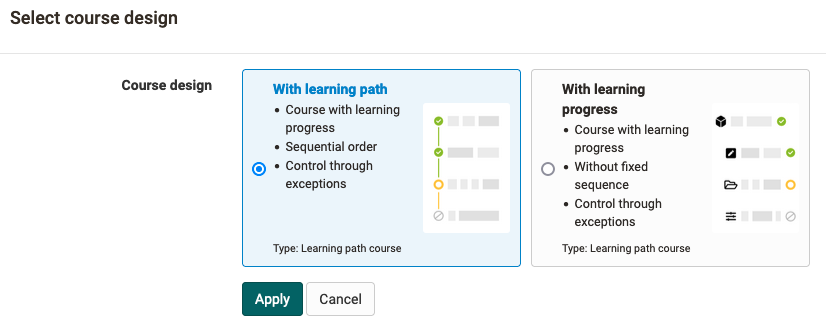 Select course design
Course design
With learning path
• Course with learning
progress
• Sequential order
• Control through
exceptions
Type: Learning path course
With learning
progress
• Course with learning
progress
• Without fixed
sequence
• Control through
exceptions
Type: Learning path course
Apply
Cancel